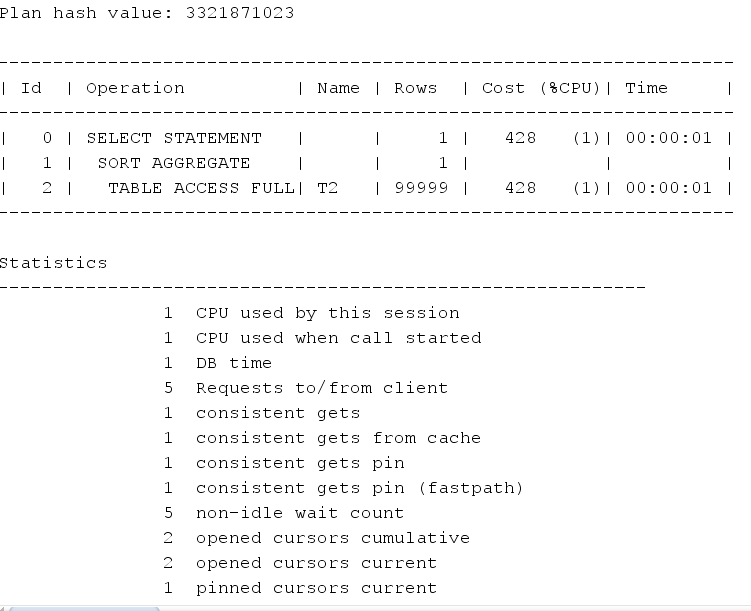 Plan hash value: 3321871023
--------------------------------------------------------------------
| Id  | Operation          | Name | Rows  | Cost (%CPU)| Time     |
--------------------------------------------------------------------
|   0 | SELECT STATEMENT   |      |     1 |   428   (1)| 00:00:01 |
|   1 |  SORT AGGREGATE    |      |     1 |            |          |
|   2 |   TABLE ACCESS FULL| T2   | 99999 |   428   (1)| 00:00:01 |
--------------------------------------------------------------------
Statistics
-----------------------------------------------------------
               1  CPU used by this session
               1  CPU used when call started
               1  DB time
               5  Requests to/from client
               1  consistent gets
               1  consistent gets from cache
               1  consistent gets pin
               1  consistent gets pin (fastpath)
               5  non-idle wait count
               2  opened cursors cumulative
               2  opened cursors current
               1  pinned cursors current